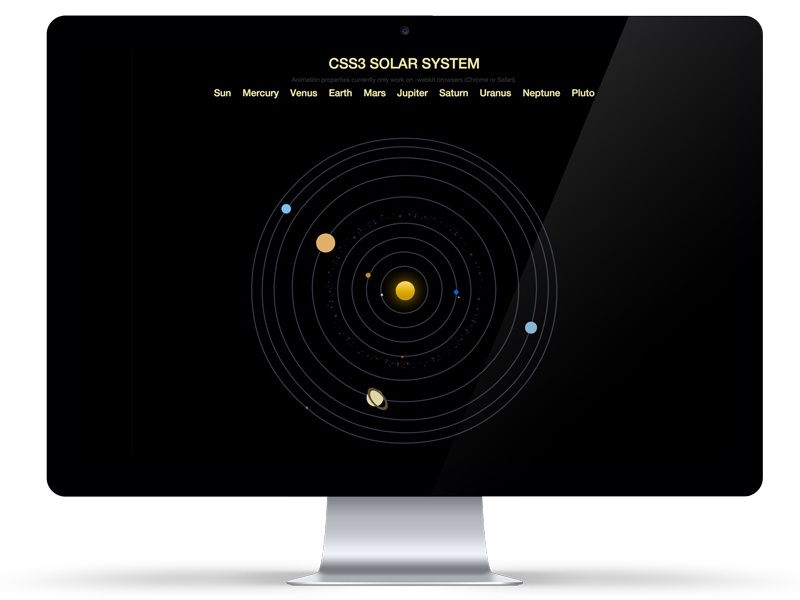 CSS3 SOLAR SYSTEM
Animation properties currently only work on -webkit browsers (Chrome or Safari).
Sun Mercury Venus Earth Mars Jupiter Saturn Uranus Neptune Pluto